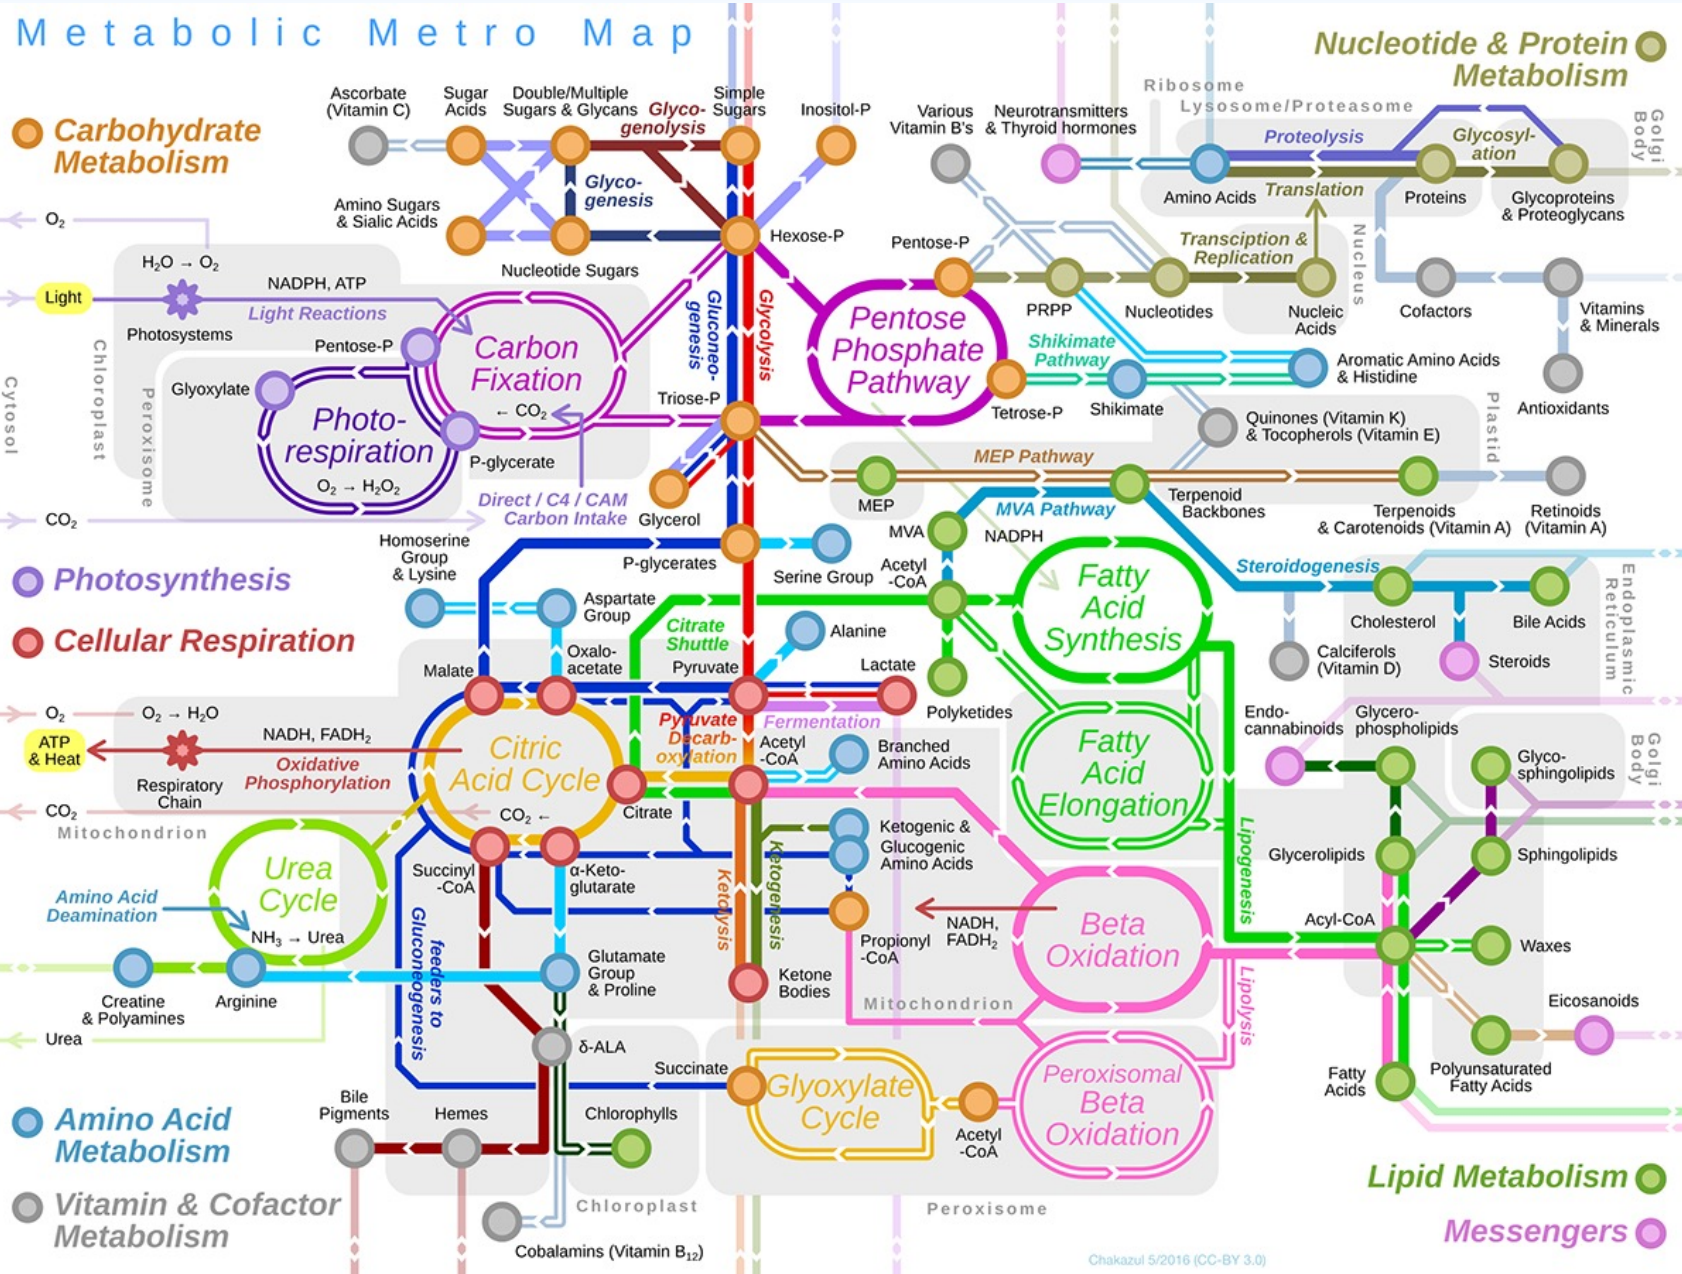 Metabolic Metro Map
Nucleotide & Protein
Metabolism
Carbohydrate
Metabolism
Ascorbate
(Vitamin C)
Sugar
Acids
Double/Multiple
Sugars & Glycans
Glyco-
genolysis
Simple
Sugars
Inositol-P
Various
Vitamin B's
Neurotransmitters
& Thyroid hormones
Ribosome
Lysosome/Proteasome
Proteolysis
Glycosyl-
ation
Golgi
Body
Amino Acids
Translation
Proteins
Glycoproteins
& Proteoglycans
Amino Sugars
& Sialic Acids
Glyco-
genesis
Nucleotide Sugars
Hexose-P
Pentose-P
Transciption &
Replication
Nucleus
PRPP
Nucleotides
Nucleic
Acids
Cofactors
Vitamins
& Minerals
Antioxidants
O₂
H₂O → O₂
Light
NADPH, ATP
Light Reactions
Photosystems
Pentose-P
Carbon
Fixation
← CO₂
Gluconeo-
genesis
Glycolysis
Pentose
Phosphate
Pathway
Shikimate
Pathway
Tetrose-P
Shikimate
Aromatic Amino Acids
& Histidine
Cytosol
Chloroplast
Peroxisome
Glyoxylate
Photo-
respiration
O₂ → H₂O₂
P-glycerate
Triose-P
Quinones (Vitamin K)
& Tocopherols (Vitamin E)
Plastid
MEP Pathway
MEP
CO₂
Direct / C4 / CAM
Carbon Intake
Glycerol
MVA Pathway
Terpenoid
Backbones
Terpenoids
& Carotenoids (Vitamin A)
Retinoids
(Vitamin A)
Homoserine
Group
& Lysine
P-glycerates
Serine Group
MVA
NADPH
Acetyl
-CoA
Photosynthesis
Aspartate
Group
Citrate
Shuttle
Fatty
Acid
Synthesis
Steroidogenesis
Cholesterol
Bile Acids
Endoplasmic
Reticulum
Cellular Respiration
Malate
Oxalo-
acetate
Pyruvate
Alanine
Lactate
Polyketides
Calciferols
(Vitamin D)
Steroids
O₂
O₂ → H₂O
ATP
& Heat
NADH, FADH₂
Oxidative
Phosphorylation
Respiratory
Chain
Citric
Acid Cycle
CO₂ ←
Pyruvate
Decarb-
oxylation
Fermentation
Acetyl
-CoA
Branched
Amino Acids
Fatty
Acid
Elongation
Endo-
cannabinoids
Glycero-
phospholipids
Glyco-
sphingolipids
Golgi
Body
CO₂
Mitochondrion
Citrate
Urea
Cycle
Amino Acid
Deamination
NH₃ → Urea
Succinyl
-CoA
α-Keto-
glutarate
Ketogenic &
Glucogenic
Amino Acids
Ketolysis
Ketogenesis
Lipogenesis
Glycerolipids
Sphingolipids
Beta
Oxidation
NADH,
FADH₂
Propionyl
-CoA
Acyl-CoA
Waxes
feeders to
Gluconeogenesis
Creatine
& Polyamines
Arginine
Glutamate
Group
& Proline
Ketone
Bodies
Mitochondrion
Lipolysis
Eicosanoids
Urea
δ-ALA
Succinate
Glyoxylate
Cycle
Acetyl
-CoA
Peroxisomal
Beta
Oxidation
Fatty
Acids
Polyunsaturated
Fatty Acids
Amino Acid
Metabolism
Bile
Pigments
Hemes
Chlorophylls
Vitamin & Cofactor
Metabolism
Chloroplast
Peroxisome
Cobalamins (Vitamin B₁₂)
Lipid Metabolism
Messengers
Chakazul 5/2016 (CC-BY 3.0)